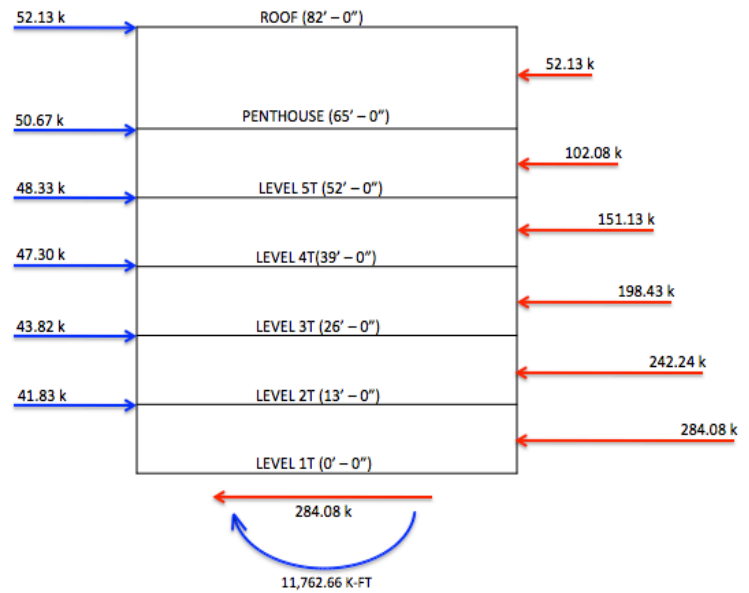 52.13 k
ROOF (82' – 0")
52.13 k
50.67 k
PENTHOUSE (65' – 0")
102.08 k
48.33 k
LEVEL 5T (52' – 0")
151.13 k
47.30 k
LEVEL 4T(39' – 0")
198.43 k
43.82 k
LEVEL 3T (26' – 0")
242.24 k
41.83 k
LEVEL 2T (13' – 0")
284.08 k
LEVEL 1T (0' – 0")
284.08 k
11,762.66 K-FT